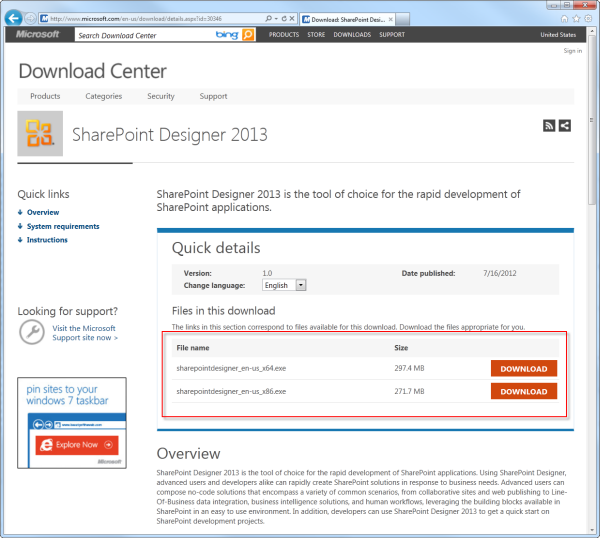 http://www.microsoft.com/en-us/download/details.aspx?id=30346
Download: SharePoint Desi...
Microsoft
Search Download Center
bing
PRODUCTS STORE DOWNLOADS SUPPORT
United States
Sign in
Download Center
Products Categories Security Support
SharePoint Designer 2013
Quick links
Overview
System requirements
Instructions
Looking for support?
Visit the Microsoft
Support site now >
pin sites to your
windows 7 taskbar
Explore Now
Microsoft
SharePoint Designer 2013 is the tool of choice for the rapid development of
SharePoint applications.
Quick details
Version: 1.0 Date published: 7/16/2012
Change language: English
Files in this download
The links in this section correspond to files available for this download. Download the files appropriate for you.
File name Size
sharepointdesigner_en-us_x64.exe 297.4 MB DOWNLOAD
sharepointdesigner_en-us_x86.exe 271.7 MB DOWNLOAD
Overview
SharePoint Designer 2013 is the tool of choice for the rapid development of SharePoint applications. Using SharePoint Designer,
advanced users and developers alike can rapidly create SharePoint solutions in response to business needs. Advanced users can
compose no-code solutions that encompass a variety of common scenarios, from collaborative sites and web publishing to Line-
Of-Business data integration, business intelligence solutions, and human workflows, leveraging the building blocks available in
SharePoint in an easy to use environment. In addition, developers can use SharePoint Designer 2013 to get a quick start on
SharePoint development projects.